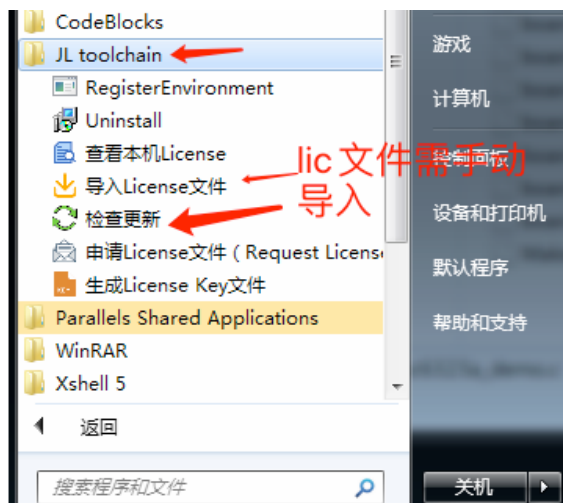 CodeBlocks
JL toolchain
RegisterEnvironment
Uninstall
查看本机License
导入License文件
检查更新
申请License文件 ( Request License
生成License Key文件
Parallels Shared Applications
WinRAR
Xshell 5
返回
搜索程序和文件
lic 文件需手动
导入
游戏
计算机
控制面板
设备和打印机
默认程序
帮助和支持
关机